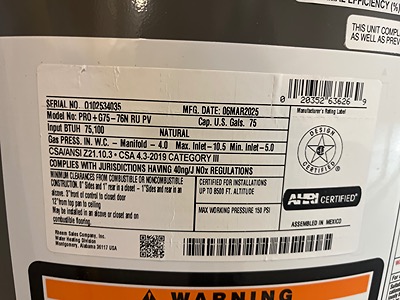 EFFICIENCY (%)
THIS UNIT COMPL
AS WELL AS PREV
SERIAL NO. Q102534035
MFG. DATE: 06MAR2025
Model No: PRO+G75-76N RU PV
Cap. U.S. Gals. 75
Input BTUH 75,100
NATURAL
Gas PRESS. IN. W.C. - Manifold - 4.0 Max. Inlet-10.5 Min. Inlet-5.0
CSA/ANSI Z21.10.3 • CSA 4.3-2019 CATEGORY III
COMPLIES WITH JURISDICTIONS HAVING 40ng/J NOx REGULATIONS
MINIMUM CLEARANCES FROM COMBUSTIBLE OR NONCOMBUSTIBLE
CONSTRUCTION. 0" Sides and 1" rear in a closet - 1"Sides and rear in an
alcove. 3" front of control is closet door
12" from top pan to ceiling
May be installed in an alcove or closet and on
combustible flooring.
Rheem Sales Company, Inc.
Water Heating Division
Montgomery, Alabama 36117 USA
CERTIFIED FOR INSTALLATIONS
UP TO 8500 FT. ALTITUDE
MAX WORKING PRESSURE 150 PSI
0 20352 63626 9
Manufacturer's Rating Label
DESIGN
CERTIFIED
AHRI CERTIFIED
ASSEMBLED IN MEXICO
WARNING